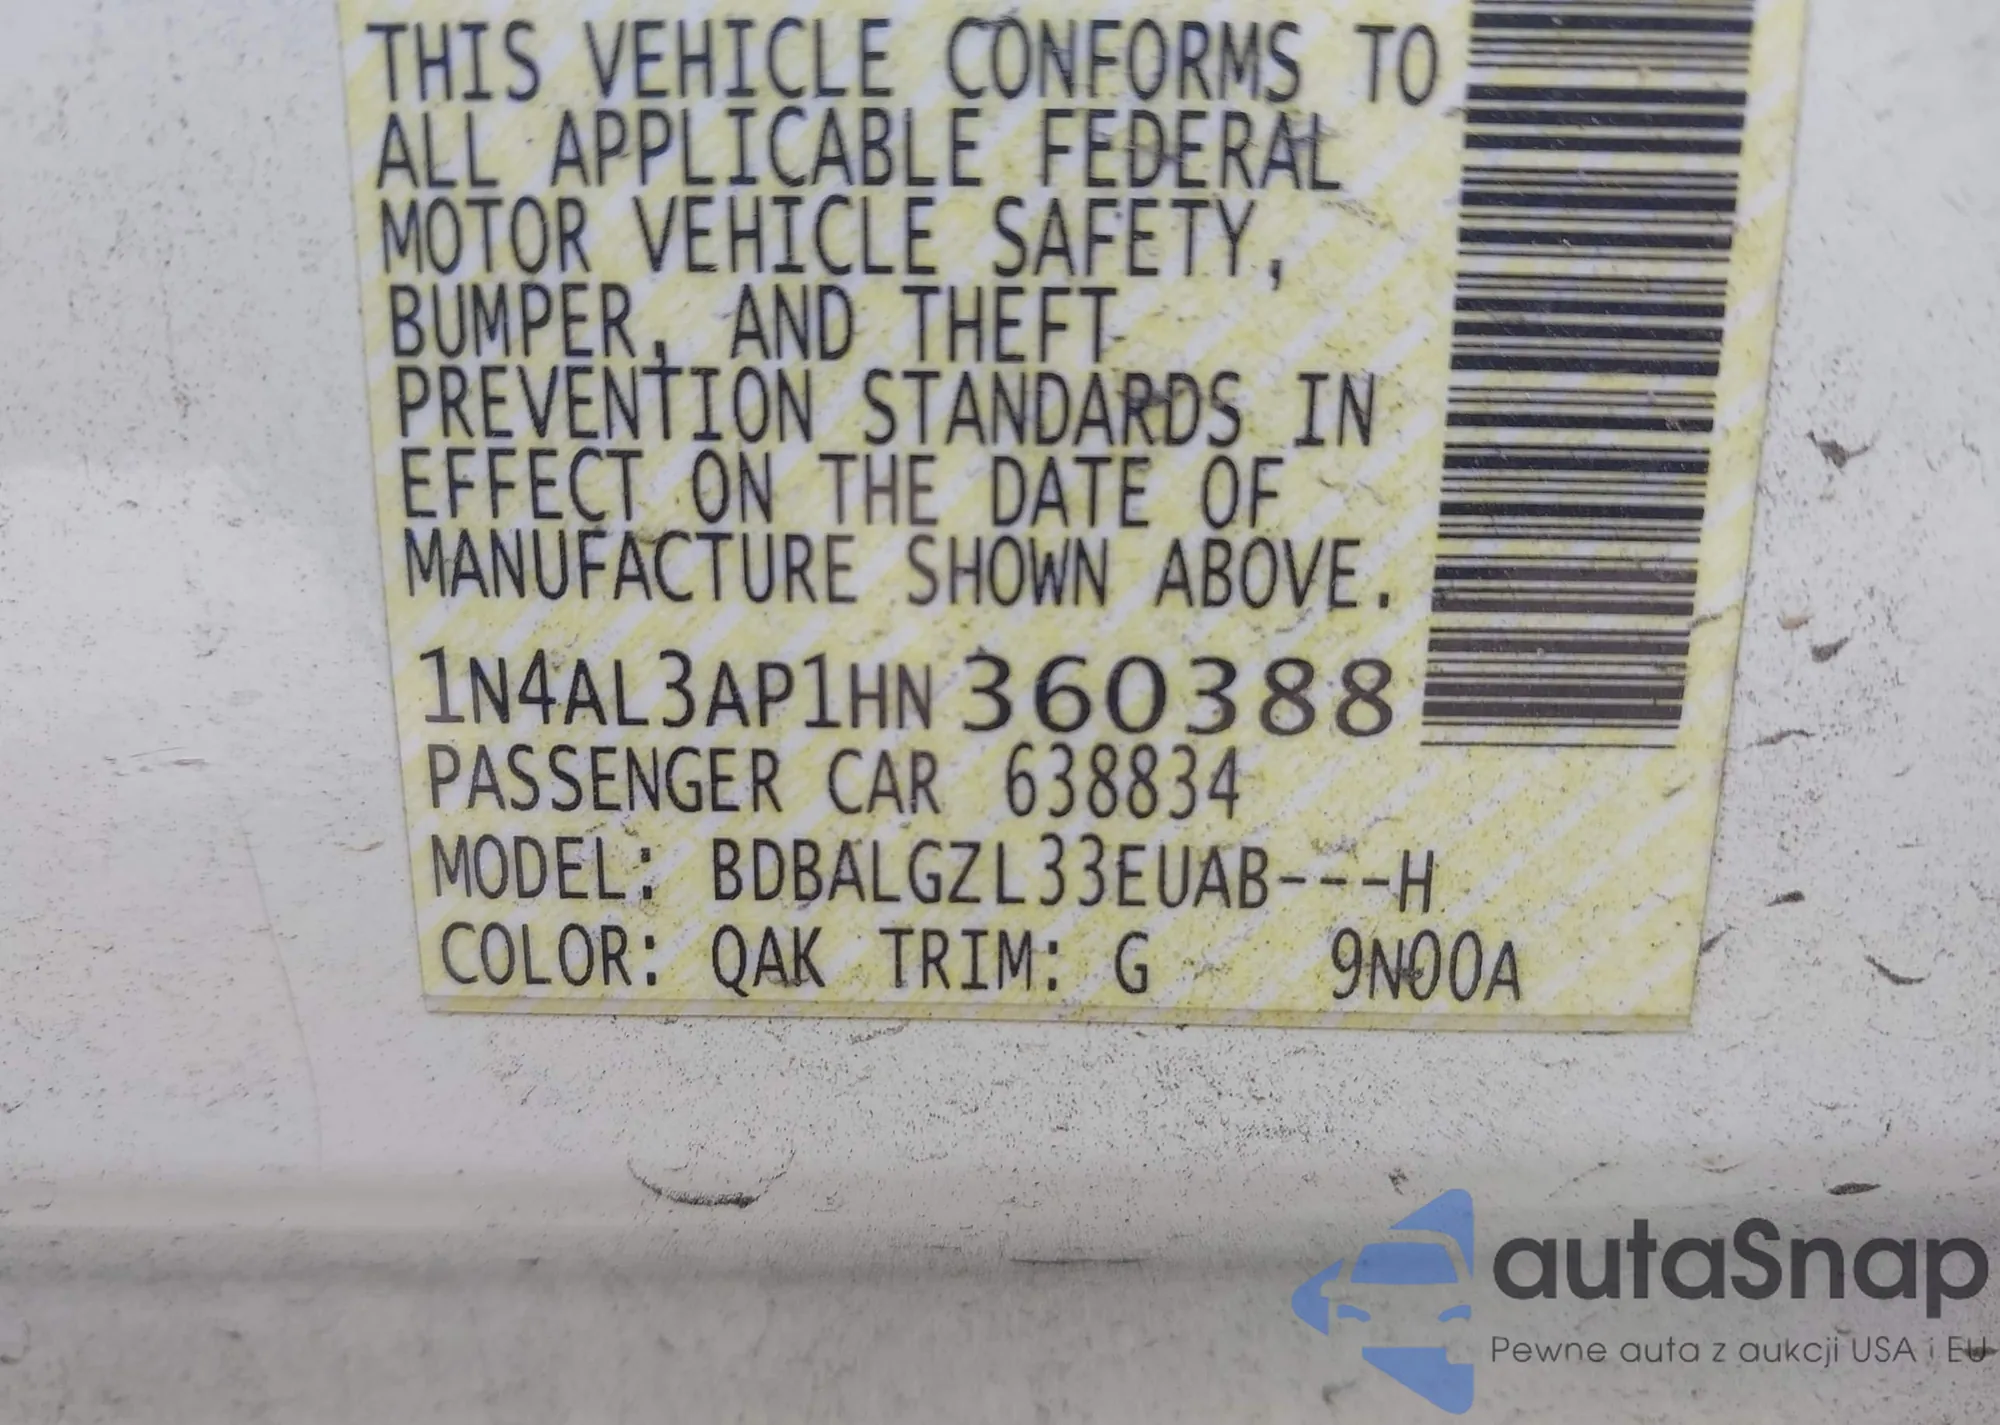 THIS VEHICLE CONFORMS TO
ALL APPLICABLE FEDERAL
MOTOR VEHICLE SAFETY,
BUMPER, AND THEFT
PREVENTION STANDARDS IN
EFFECT ON THE DATE OF
MANUFACTURE SHOWN ABOVE.
1N4AL3AP1HN360388
PASSENGER CAR 638834
MODEL: BDBALGZL33EUAB---H
COLOR: QAK TRIM: G 9N00A
autaSnap
Pewne auta z aukcji USA i EU